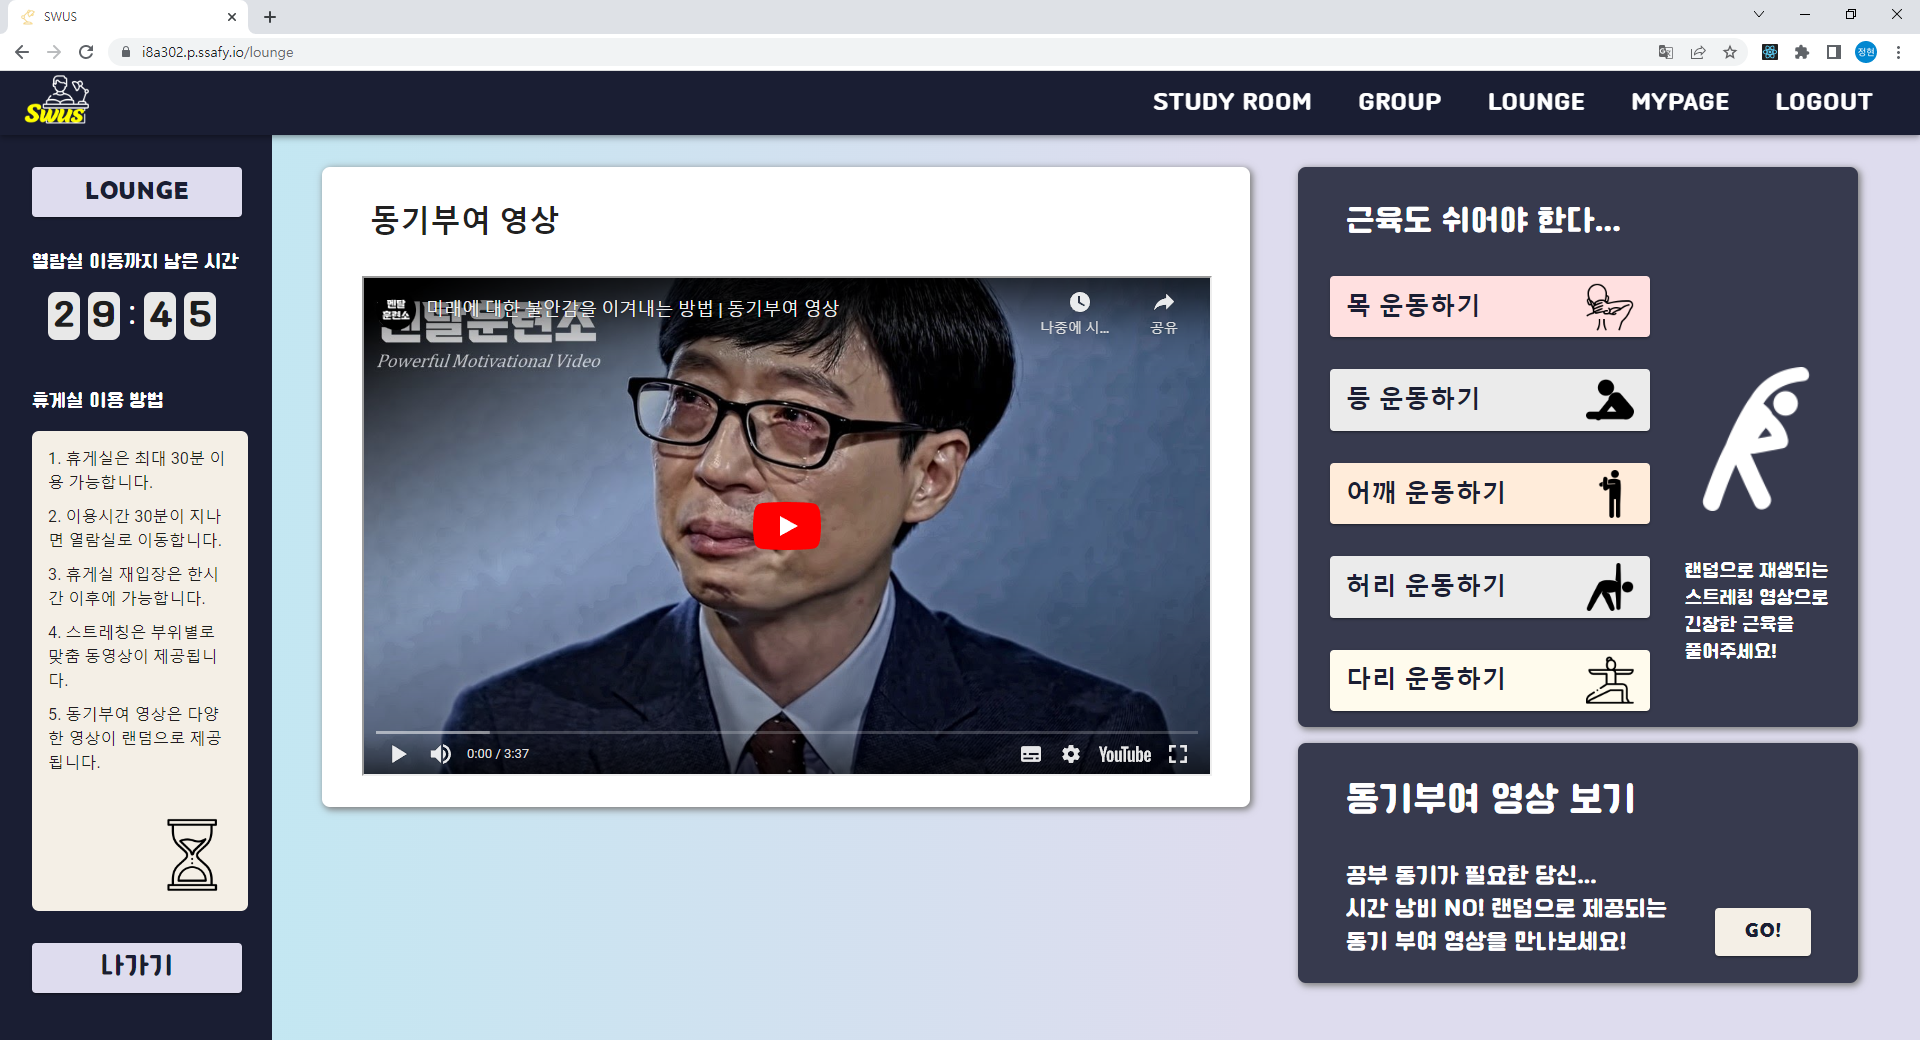 SWUS
i8a302.p.ssafy.io/lounge
정현
Swus
STUDY ROOM
GROUP
LOUNGE
MYPAGE
LOGOUT
LOUNGE
열람실 이동까지 남은 시간
29:45
휴게실 이용 방법
1. 휴게실은 최대 30분 이
용 가능합니다.
2. 이용시간 30분이 지나
면 열람실로 이동합니다.
3. 휴게실 재입장은 한시
간 이후에 가능합니다.
4. 스트레칭은 부위별로
맞춤 동영상이 제공됩니
다.
5. 동기부여 영상은 다양
한 영상이 랜덤으로 제공
됩니다.
나가기
동기부여 영상
멘탈
훈련소
미래에 대한 불안감을 이겨내는 방법 | 동기부여 영상
나중에 시...
공유
멘탈훈련소
Powerful Motivational Video
0:00 / 3:37
YouTube
근육도 쉬어야 한다...
목 운동하기
등 운동하기
어깨 운동하기
허리 운동하기
다리 운동하기
랜덤으로 재생되는
스트레칭 영상으로
긴장한 근육을
풀어주세요!
동기부여 영상 보기
공부 동기가 필요한 당신...
시간 낭비 NO! 랜덤으로 제공되는
동기 부여 영상을 만나보세요!
GO!